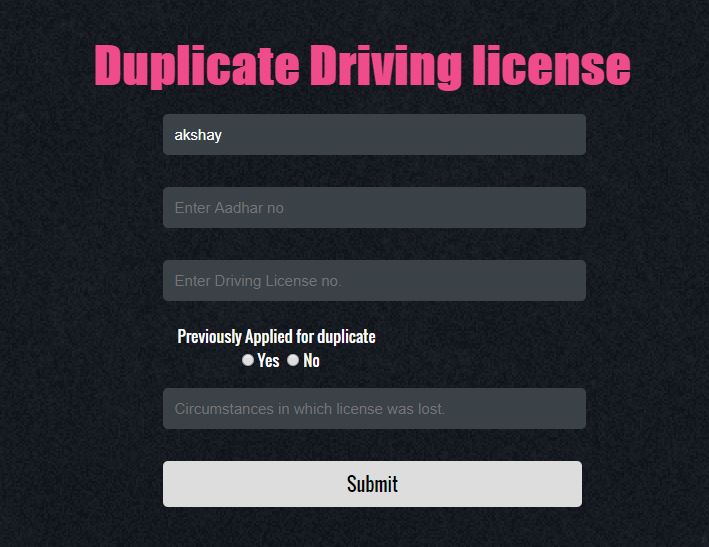 Duplicate Driving license
akshay
Enter Aadhar no
Enter Driving License no.
Previously Applied for duplicate
Yes No
Circumstances in which license was lost.
Submit